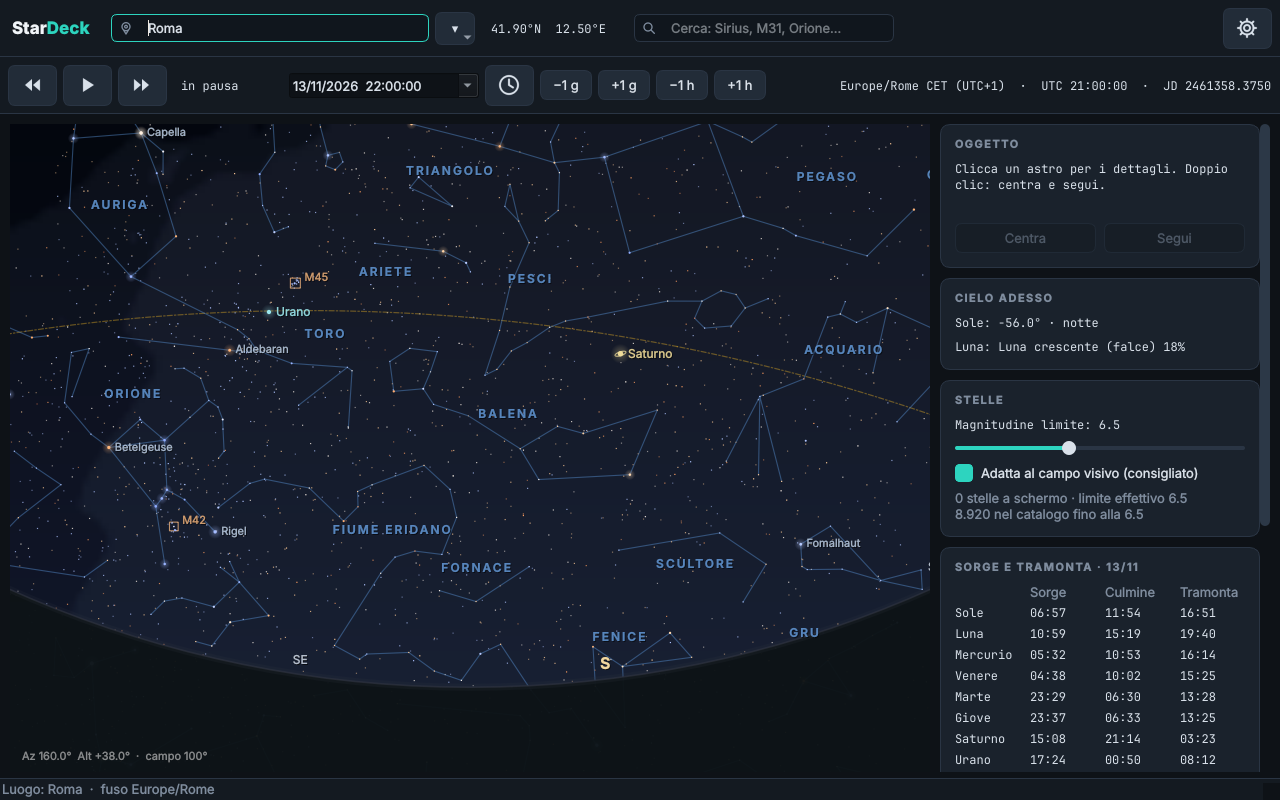 StarDeck
Roma
41.90°N 12.50°E
Cerca: Sirius, M31, Orione...
in pausa
13/11/2026 22:00:00
−1 g
+1 g
−1 h
+1 h
Europe/Rome CET (UTC+1) · UTC 21:00:00 · JD 2461358.3750
Capella
TRIANGOLO
PEGASO
AURIGA
M45
ARIETE
PESCI
Urano
TORO
Aldebaran
Saturno
ACQUARIO
ORIONE
BALENA
Betelgeuse
M42
Rigel
FIUME ERIDANO
Fomalhaut
FORNACE
SCULTORE
FENICE
GRU
SE
S
Az 160.0° Alt +38.0° · campo 100°
OGGETTO
Clicca un astro per i dettagli. Doppio
clic: centra e segui.
Centra
Segui
CIELO ADESSO
Sole: -56.0° · notte
Luna: Luna crescente (falce) 18%
STELLE
Magnitudine limite: 6.5
Adatta al campo visivo (consigliato)
0 stelle a schermo · limite effettivo 6.5
8.920 nel catalogo fino alla 6.5
SORGE E TRAMONTA · 13/11
Sorge Culmine Tramonta
Sole 06:57 11:54 16:51
Luna 10:59 15:19 19:40
Mercurio 05:32 10:53 16:14
Venere 04:38 10:02 15:25
Marte 23:29 06:30 13:28
Giove 23:37 06:33 13:25
Saturno 15:08 21:14 03:23
Urano 17:24 00:50 08:12
Luogo: Roma · fuso Europe/Rome